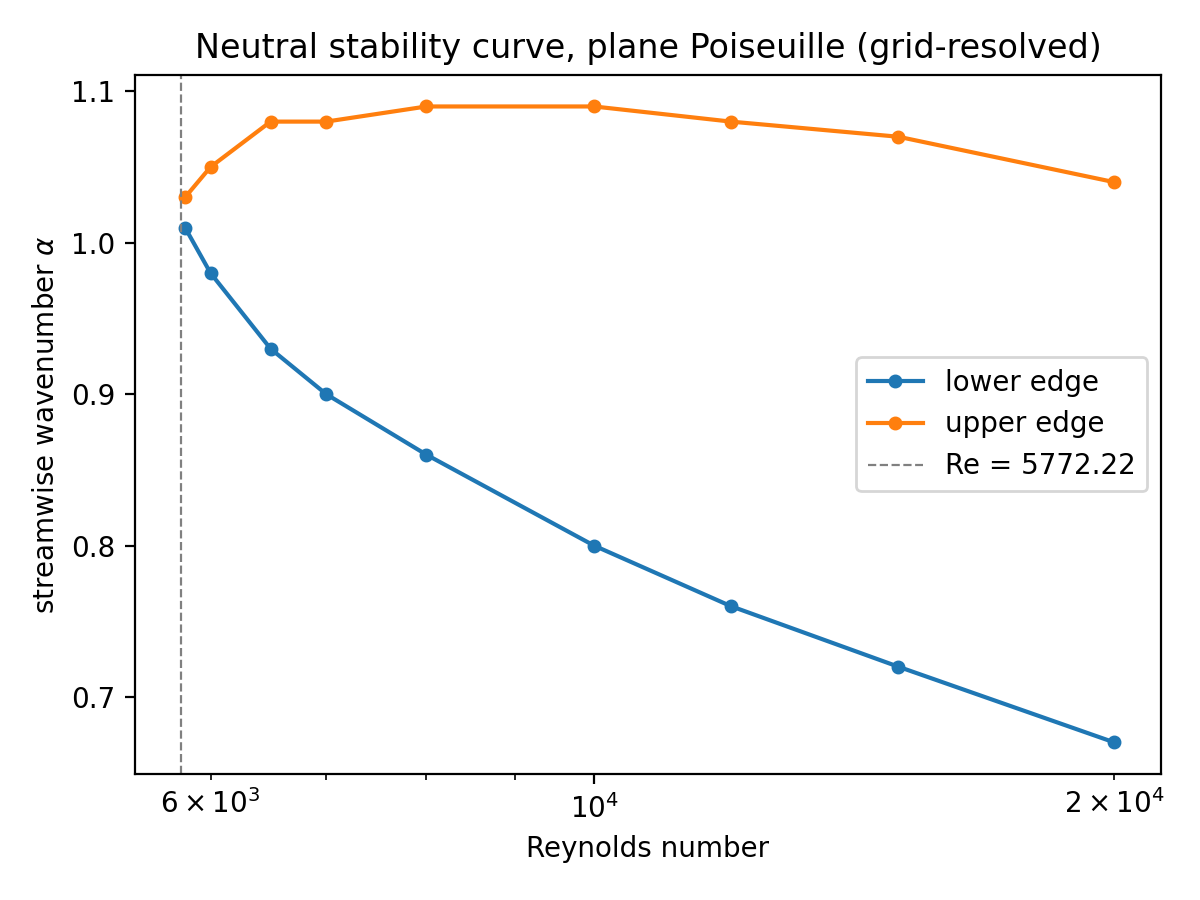 Neutral stability curve, plane Poiseuille (grid-resolved)
1.1
1.0
0.9
0.8
0.7
streamwise wavenumber α
lower edge
upper edge
Re = 5772.22
6 × 10³
10⁴
2 × 10⁴
Reynolds number